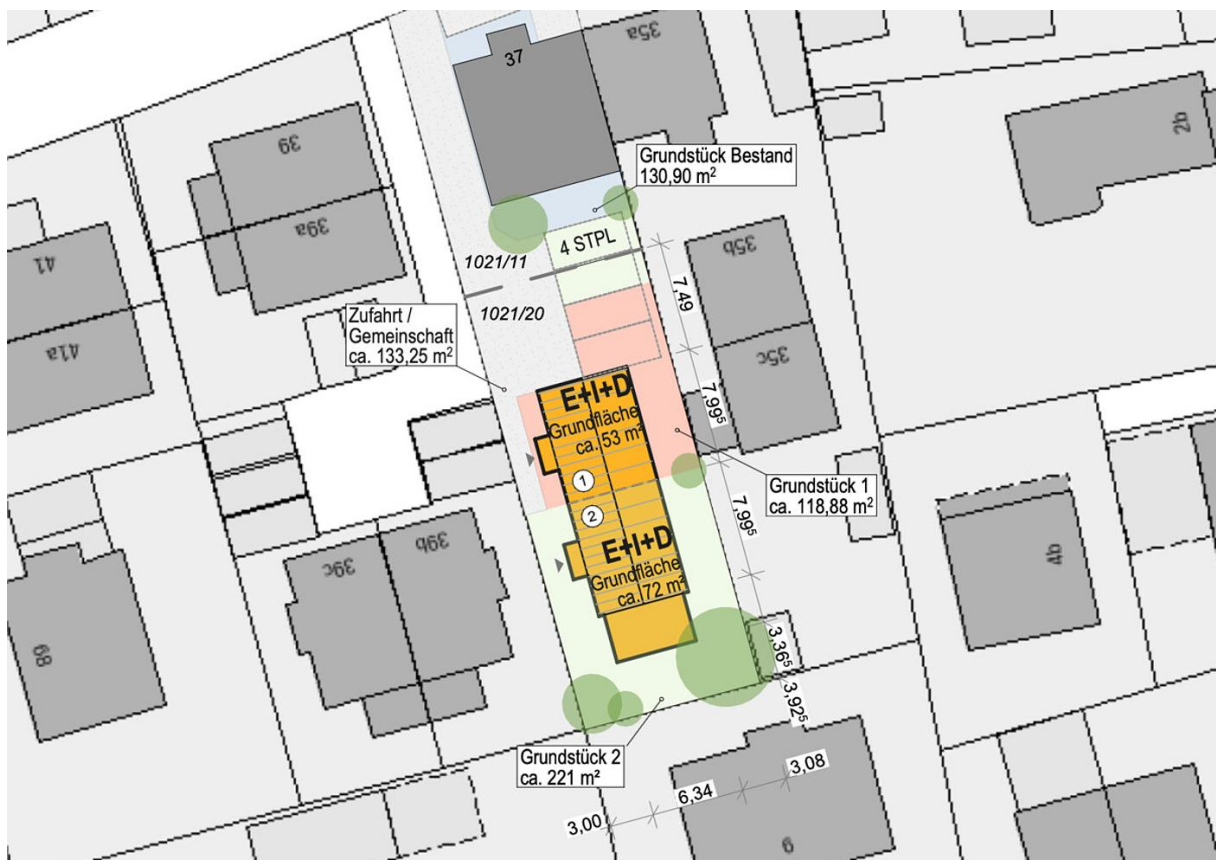 37
35a
2b
39
39a
Grundstück Bestand
130,90 m²
41
41a
4 STPL
1021/11
1021/20
35b
35c
7,49
Zufahrt /
Gemeinschaft
ca. 133,25 m²
E+I+D
Grundfläche
ca. 53 m²
7,99⁵
1
2
Grundstück 1
ca. 118,88 m²
7,99⁵
E+I+D
Grundfläche
ca. 72 m²
39b
39c
4b
3,36⁵
3,92⁵
Grundstück 2
ca. 221 m²
3,00
6,34
3,08